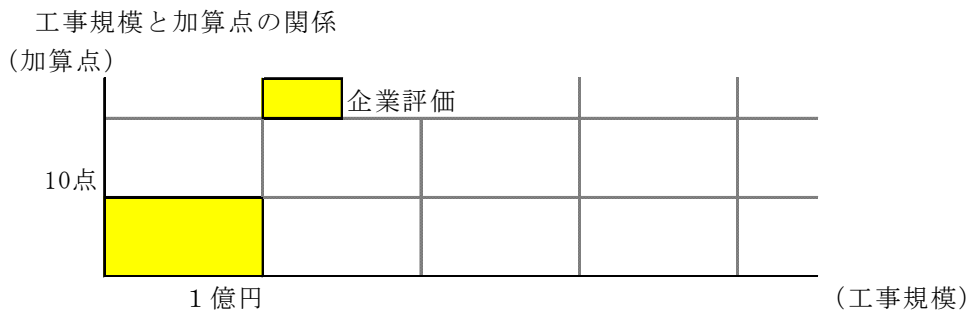 工事規模と加算点の関係
(加算点)
企業評価
10点
１億円
(工事規模)